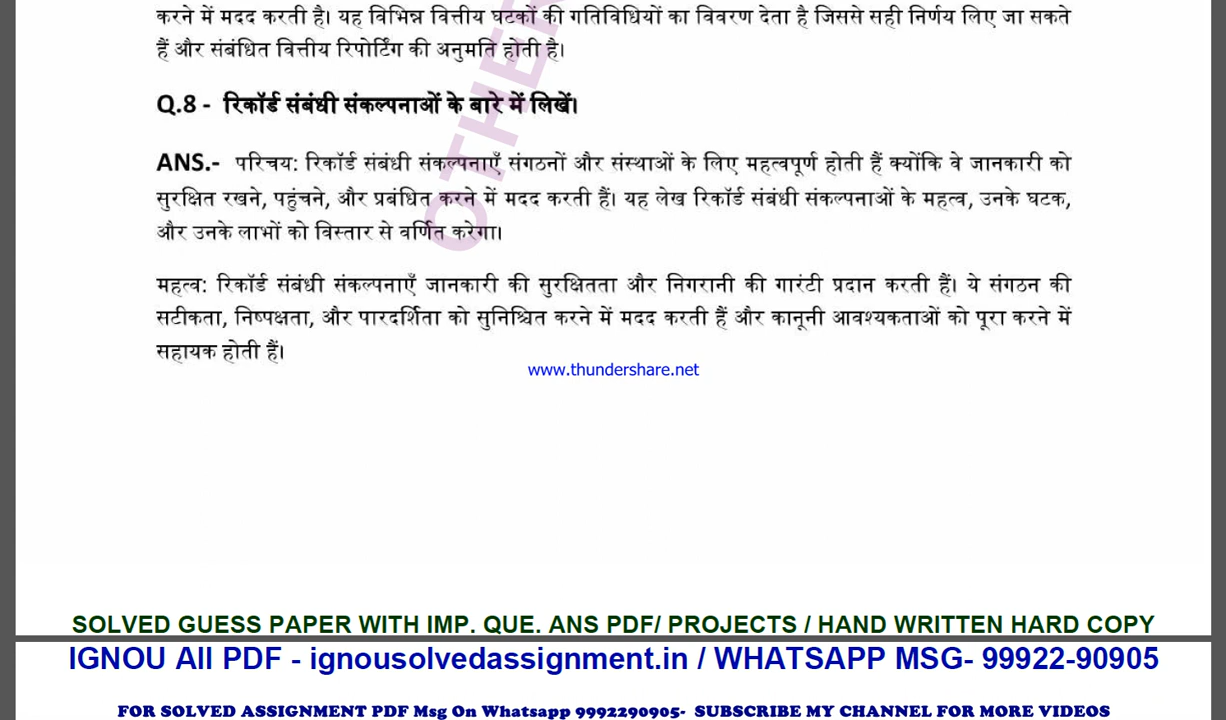 करने में मदद करती है। यह विभिन्न वित्तीय घटकों की गतिविधियों का विवरण देता है जिससे सही निर्णय लिए जा सकते
हैं और संबंधित वित्तीय रिपोर्टिंग की अनुमति होती है।
Q.8 - रिकॉर्ड संबंधी संकल्पनाओं के बारे में लिखें।
ANS.- परिचय: रिकॉर्ड संबंधी संकल्पनाएँ संगठनों और संस्थाओं के लिए महत्वपूर्ण होती हैं क्योंकि वे जानकारी को
सुरक्षित रखने, पहुंचने, और प्रबंधित करने में मदद करती हैं। यह लेख रिकॉर्ड संबंधी संकल्पनाओं के महत्व, उनके घटक,
और उनके लाभों को विस्तार से वर्णित करेगा।
महत्व: रिकॉर्ड संबंधी संकल्पनाएँ जानकारी की सुरक्षितता और निगरानी की गारंटी प्रदान करती हैं। ये संगठन की
सटीकता, निष्पक्षता, और पारदर्शिता को सुनिश्चित करने में मदद करती हैं और कानूनी आवश्यकताओं को पूरा करने में
सहायक होती हैं।
www.thundershare.net
OTHER
SOLVED GUESS PAPER WITH IMP. QUE. ANS PDF/ PROJECTS / HAND WRITTEN HARD COPY
IGNOU All PDF - ignousolvedassignment.in / WHATSAPP MSG- 99922-90905
FOR SOLVED ASSIGNMENT PDF Msg On Whatsapp 9992290905- SUBSCRIBE MY CHANNEL FOR MORE VIDEOS